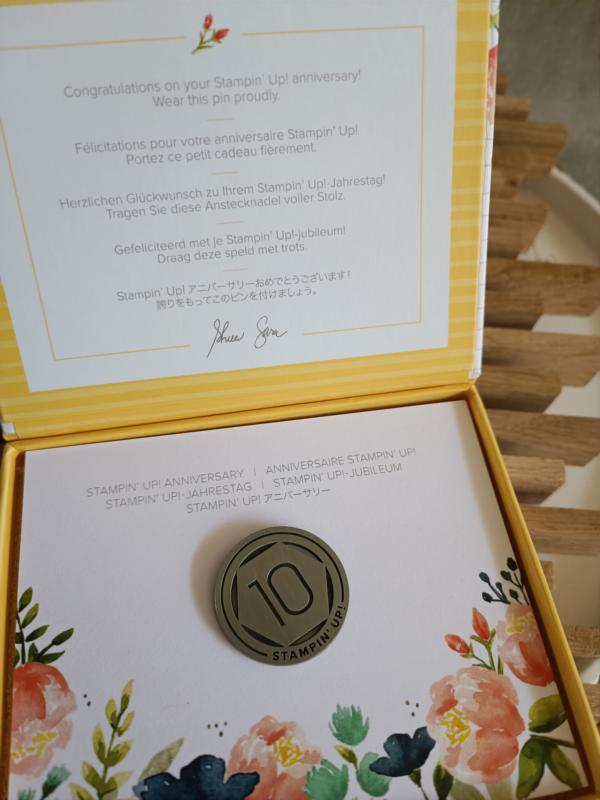 Congratulations on your Stampin' Up! anniversary!
Wear this pin proudly.
Félicitations pour votre anniversaire Stampin' Up!
Portez ce petit cadeau fièrement.
Herzlichen Glückwunsch zu Ihrem Stampin' Up!-Jahrestag!
Tragen Sie diese Anstecknadel voller Stolz.
Gefeliciteerd met je Stampin' Up!-jubileum!
Draag deze speld met trots.
Stampin' Up! アニバーサリーおめでとうございます!
誇りをもってこのピンを付けましょう。
STAMPIN' UP! ANNIVERSARY | ANNIVERSAIRE STAMPIN' UP!
STAMPIN' UP!-JAHRESTAG | STAMPIN' UP!-JUBILEUM
STAMPIN' UP! アニバーサリー
10
STAMPIN' UP!